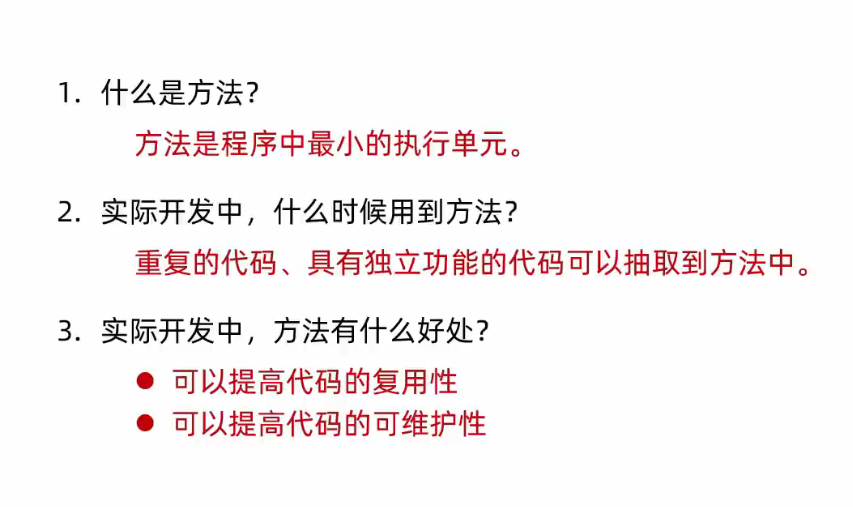 1. 什么是方法？
方法是程序中最小的执行单元。
2. 实际开发中，什么时候用到方法？
重复的代码、具有独立功能的代码可以抽取到方法中。
3. 实际开发中，方法有什么好处？
● 可以提高代码的复用性
● 可以提高代码的可维护性